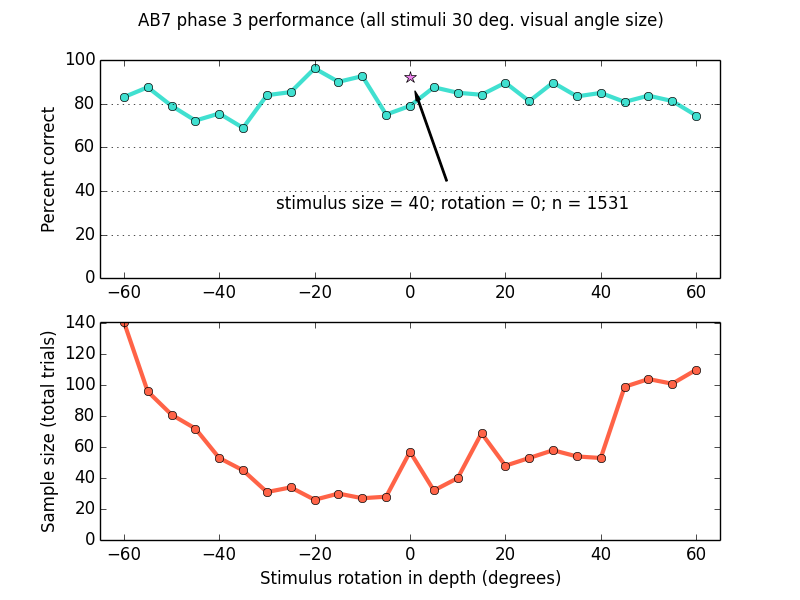 AB7 phase 3 performance (all stimuli 30 deg. visual angle size)
100
80
60
40
20
0
Percent correct
stimulus size = 40; rotation = 0; n = 1531
−60 −40 −20 0 20 40 60
140
120
100
80
60
40
20
0
Sample size (total trials)
−60 −40 −20 0 20 40 60
Stimulus rotation in depth (degrees)